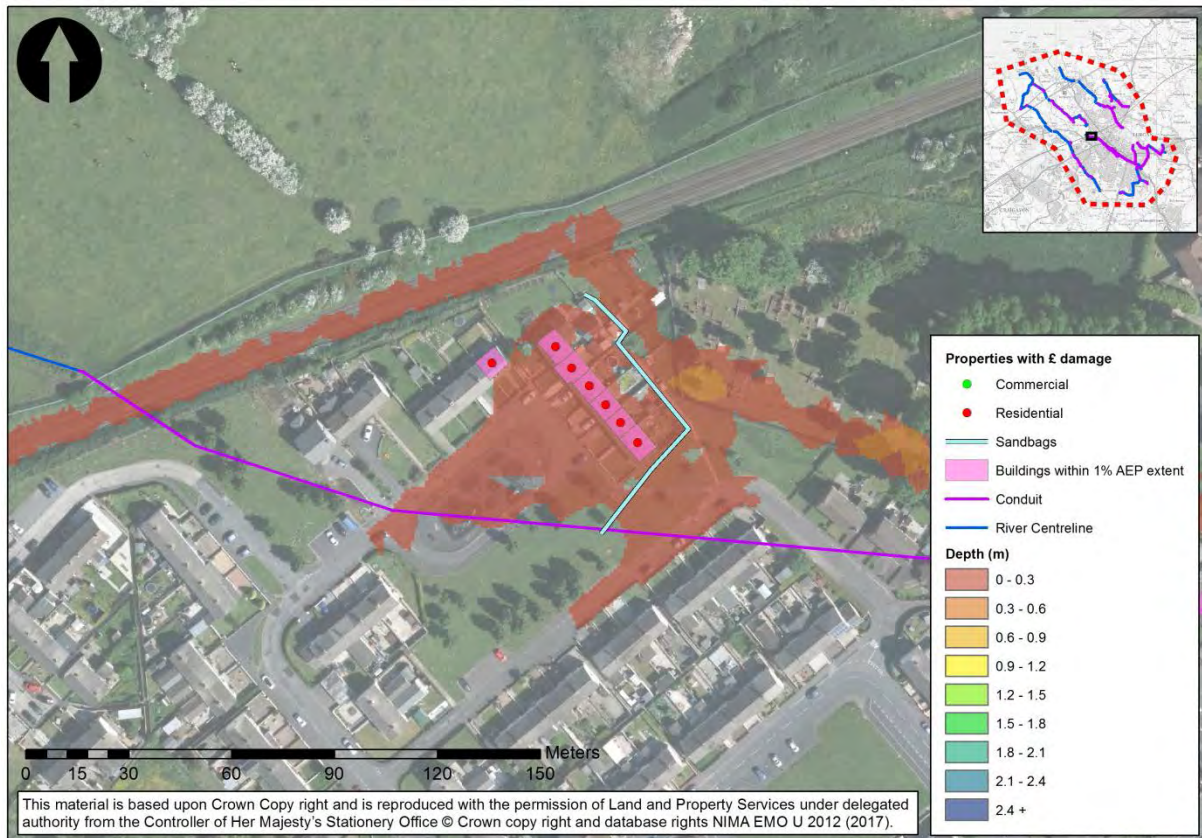 Properties with £ damage
Commercial
Residential
Sandbags
Buildings within 1% AEP extent
Conduit
River Centreline
Depth (m)
0 - 0.3
0.3 - 0.6
0.6 - 0.9
0.9 - 1.2
1.2 - 1.5
1.5 - 1.8
1.8 - 2.1
2.1 - 2.4
2.4 +
Meters
0 15 30 60 90 120 150
This material is based upon Crown Copy right and is reproduced with the permission of Land and Property Services under delegated
authority from the Controller of Her Majesty's Stationery Office © Crown copy right and database rights NIMA EMO U 2012 (2017).